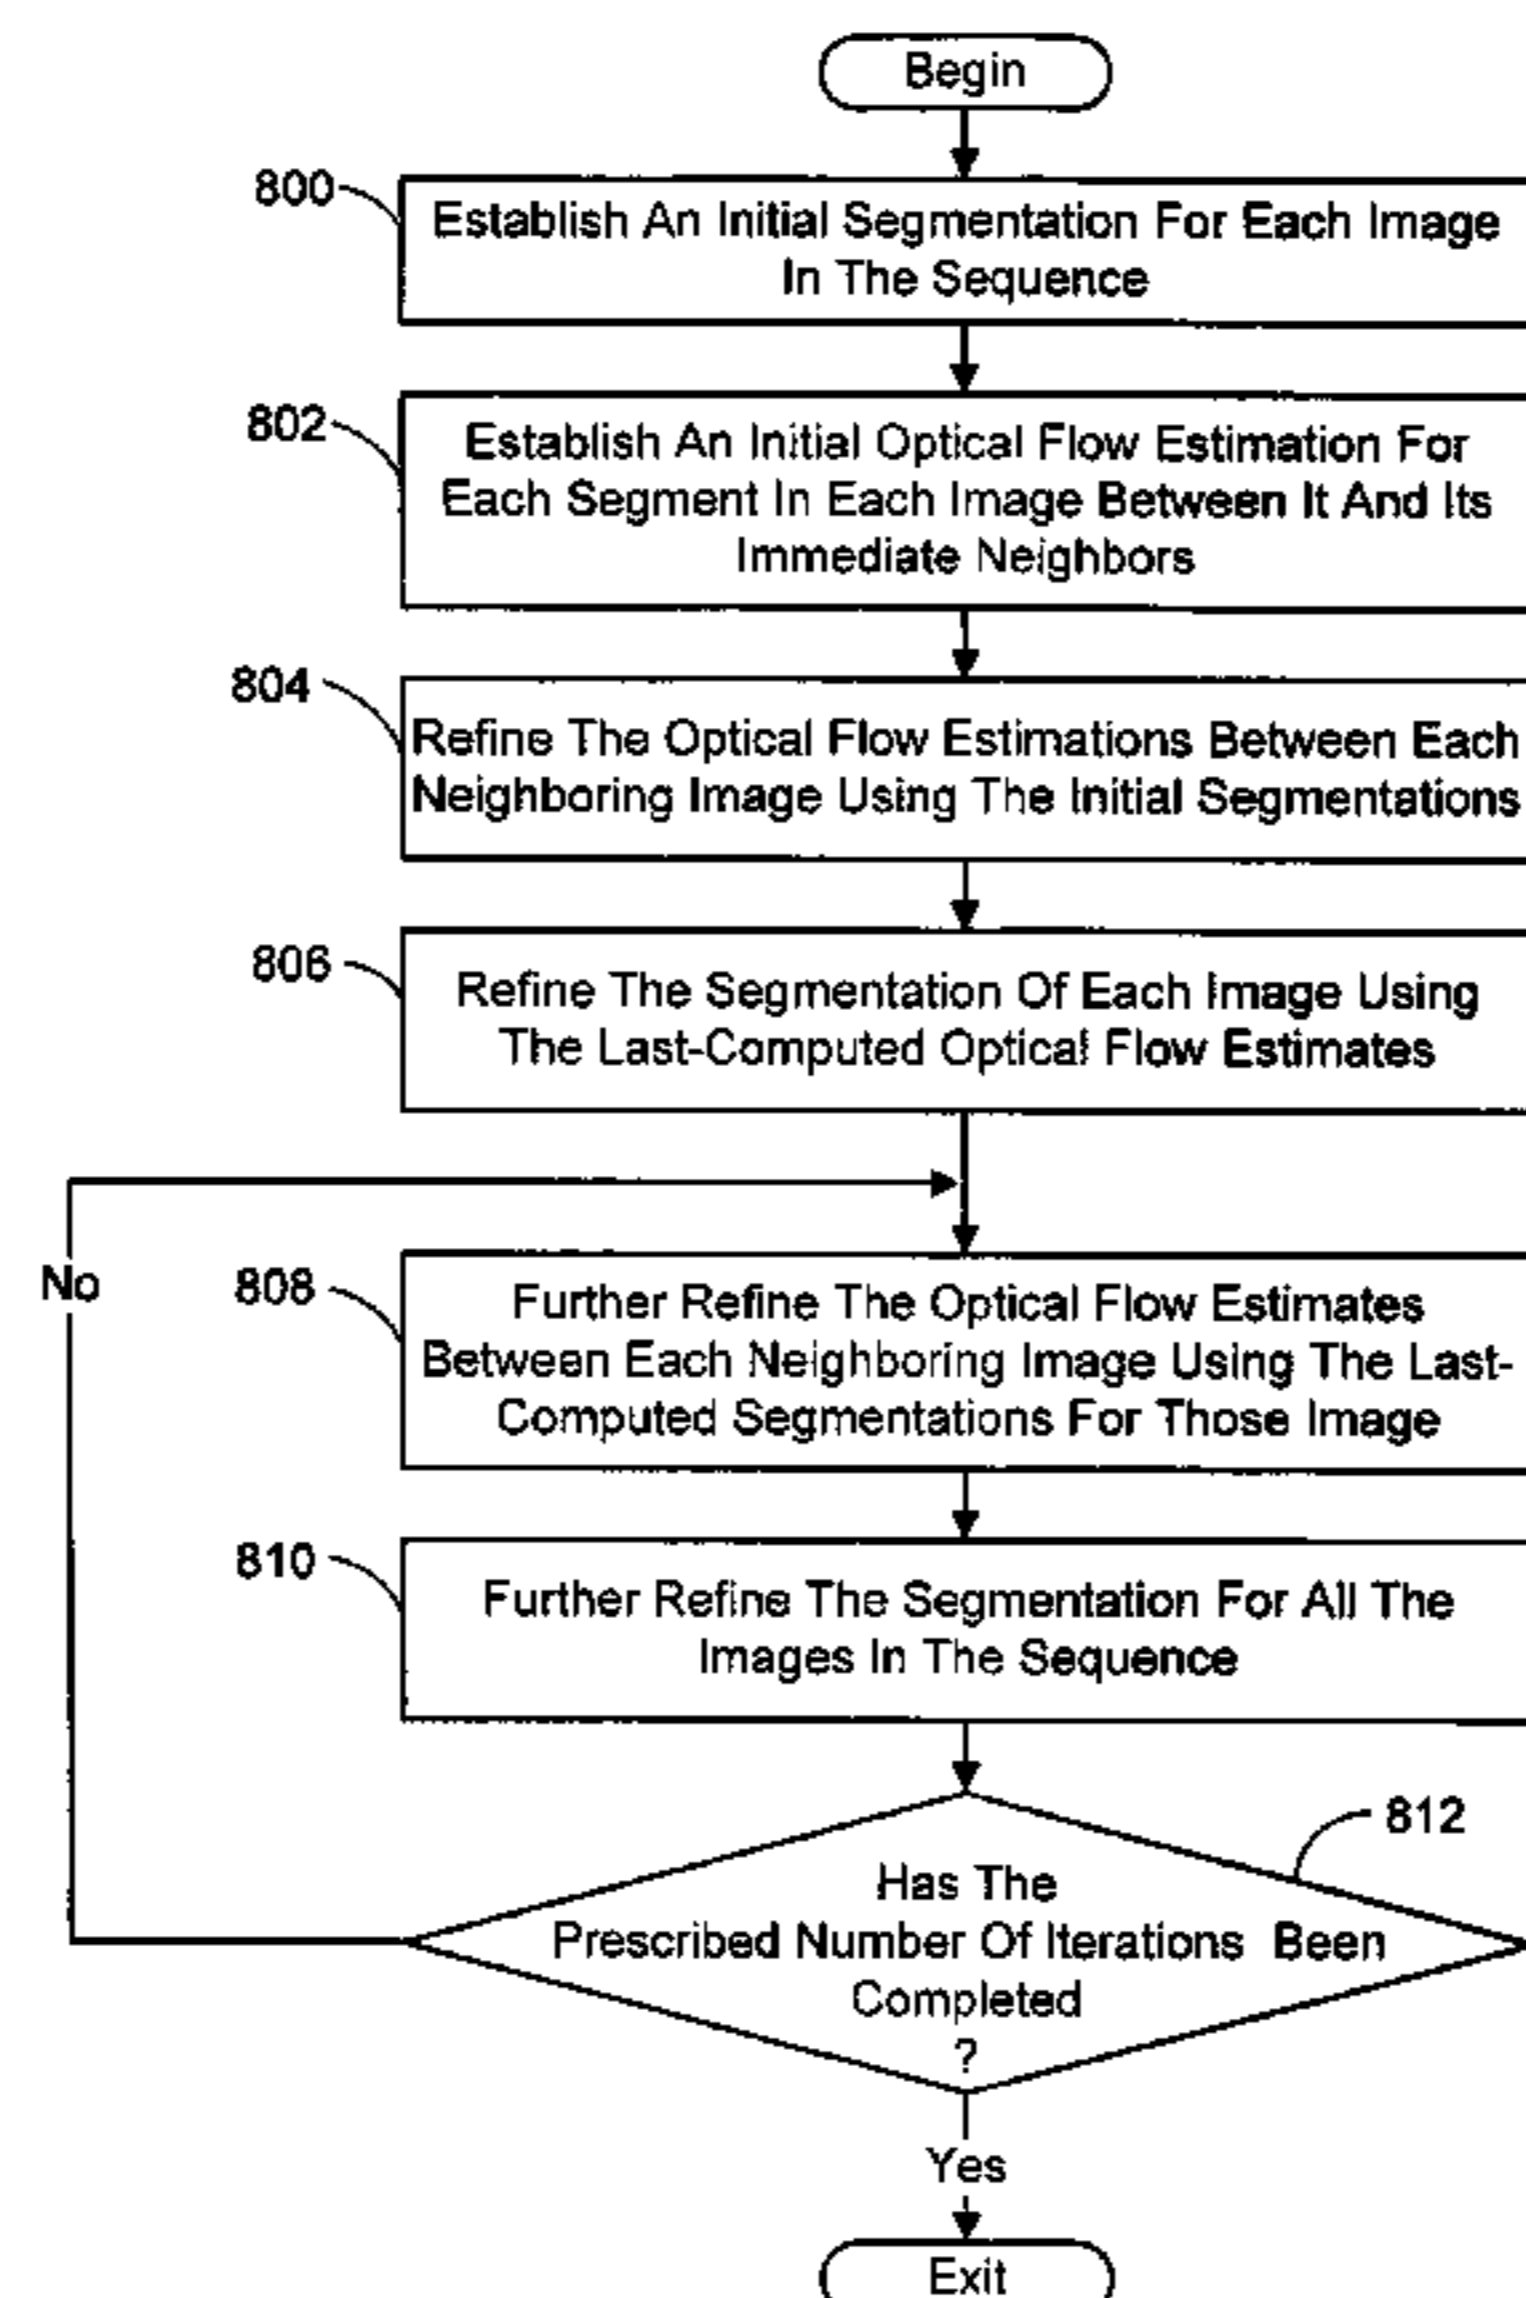 Begin
800
Establish An Initial Segmentation For Each Image
In The Sequence
802
Establish An Initial Optical Flow Estimation For
Each Segment In Each Image Between It And Its
Immediate Neighbors
804
Refine The Optical Flow Estimations Between Each
Neighboring Image Using The Initial Segmentations
806
Refine The Segmentation Of Each Image Using
The Last-Computed Optical Flow Estimates
No
808
Further Refine The Optical Flow Estimates
Between Each Neighboring Image Using The Last-
Computed Segmentations For Those Image
810
Further Refine The Segmentation For All The
Images In The Sequence
812
Has The
Prescribed Number Of Iterations Been
Completed
?
Yes
Exit